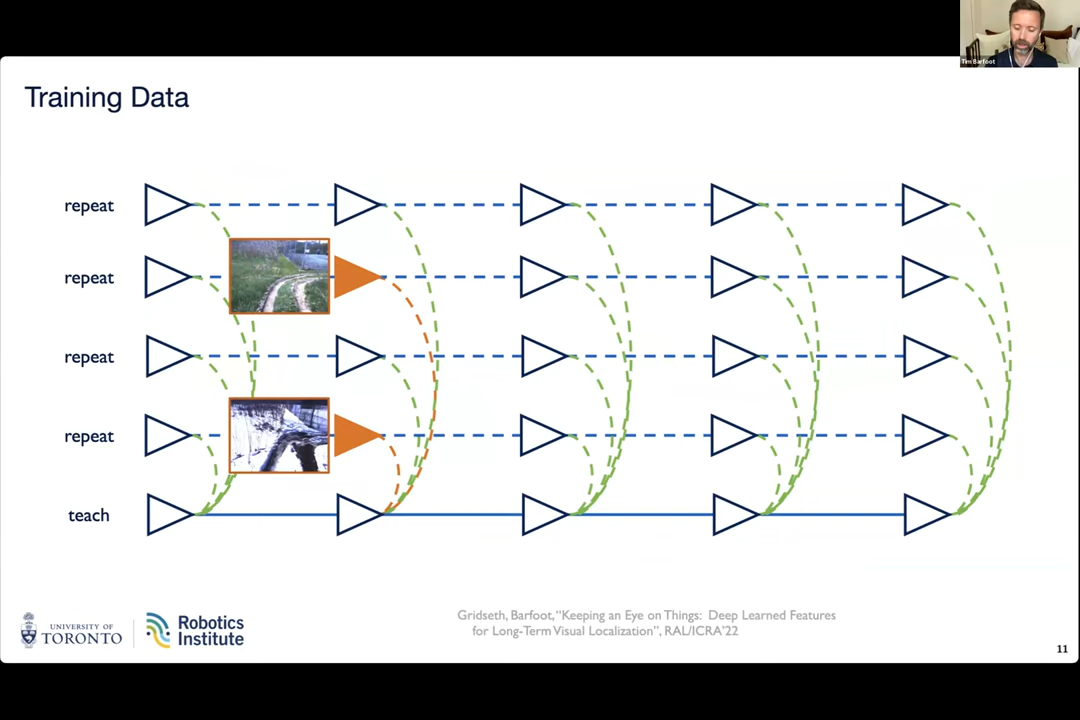 Tim Barfoot
Training Data
repeat
repeat
repeat
repeat
teach
UNIVERSITY OF
TORONTO
Robotics
Institute
Gridseth, Barfoot, “Keeping an Eye on Things: Deep Learned Features
for Long-Term Visual Localization”, RAL/ICRA’22
11